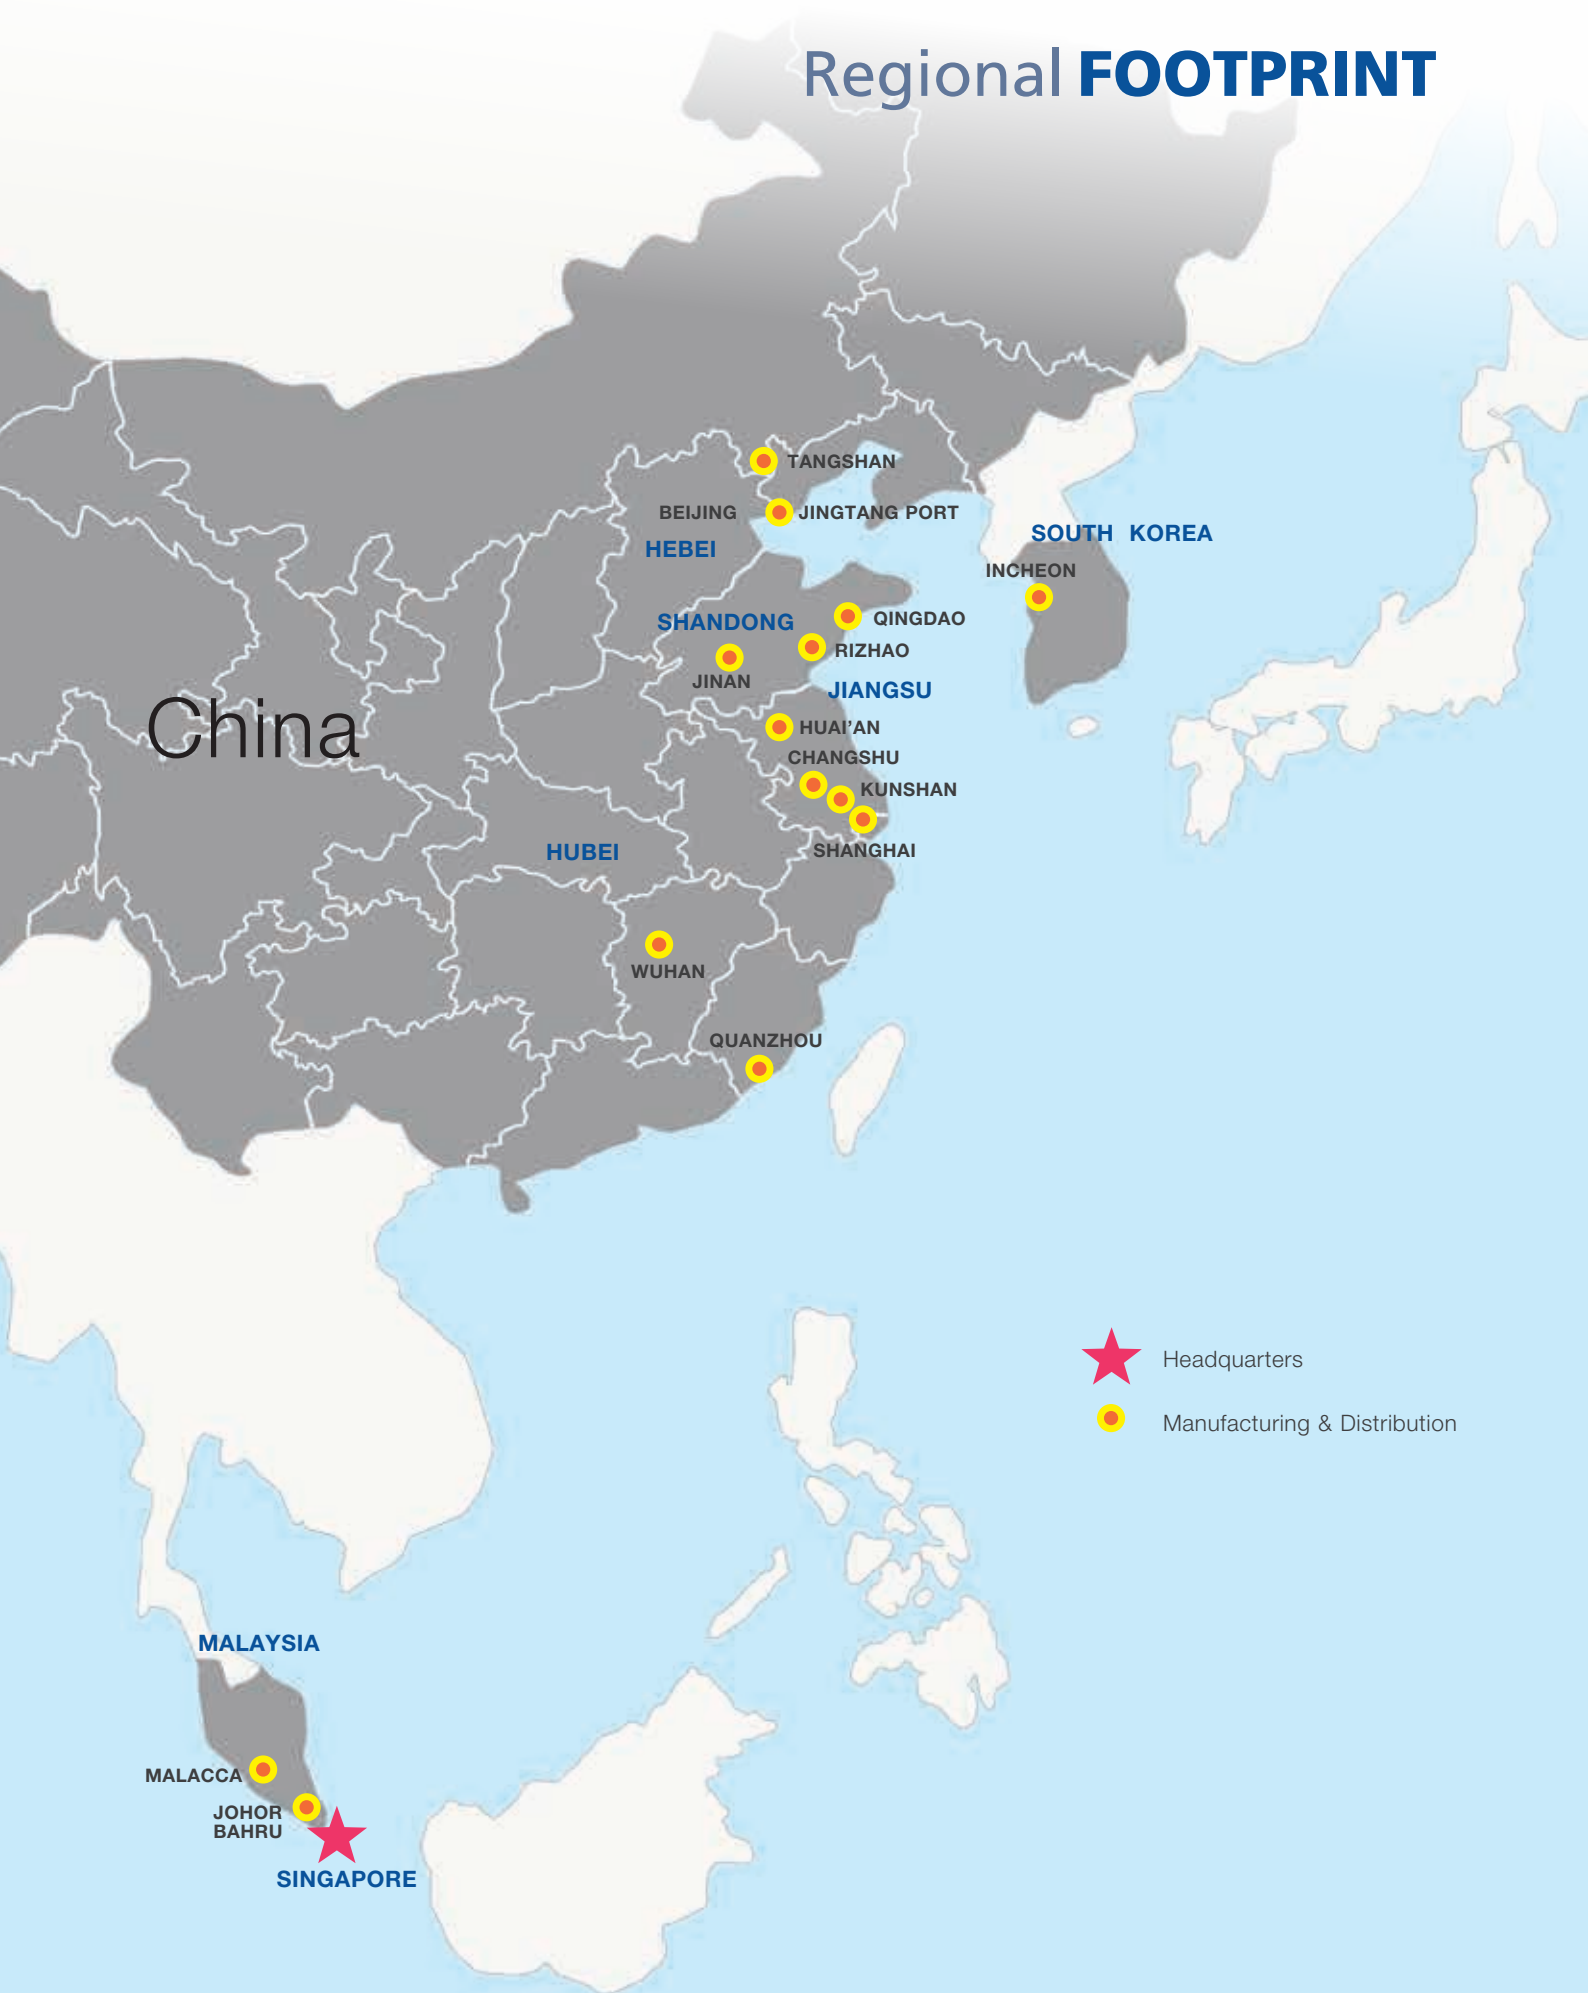 Regional FOOTPRINT
TANGSHAN
BEIJING
JINGTANG PORT
SOUTH KOREA
HEBEI
INCHEON
QINGDAO
SHANDONG
RIZHAO
JINAN
JIANGSU
China
HUAI'AN
CHANGSHU
KUNSHAN
SHANGHAI
HUBEI
WUHAN
QUANZHOU
Headquarters
Manufacturing & Distribution
MALAYSIA
MALACCA
JOHOR
BAHRU
SINGAPORE